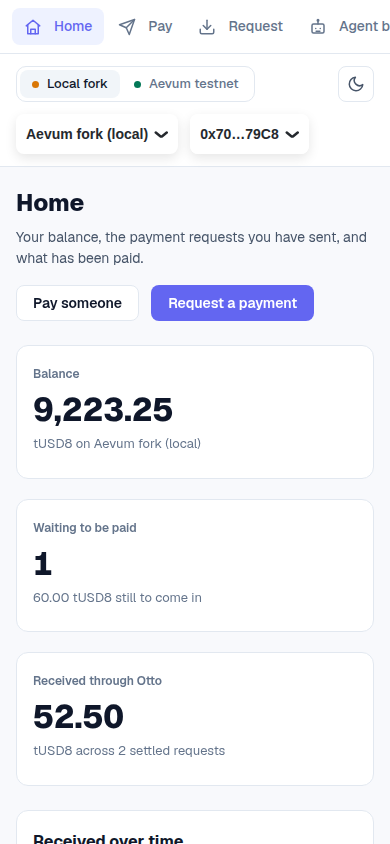 Home Pay Request Agent b
Local fork Aevum testnet
Aevum fork (local) 0x70…79C8
Home
Your balance, the payment requests you have sent, and
what has been paid.
Pay someone Request a payment
Balance
9,223.25
tUSD8 on Aevum fork (local)
Waiting to be paid
1
60.00 tUSD8 still to come in
Received through Otto
52.50
tUSD8 across 2 settled requests
Received over time